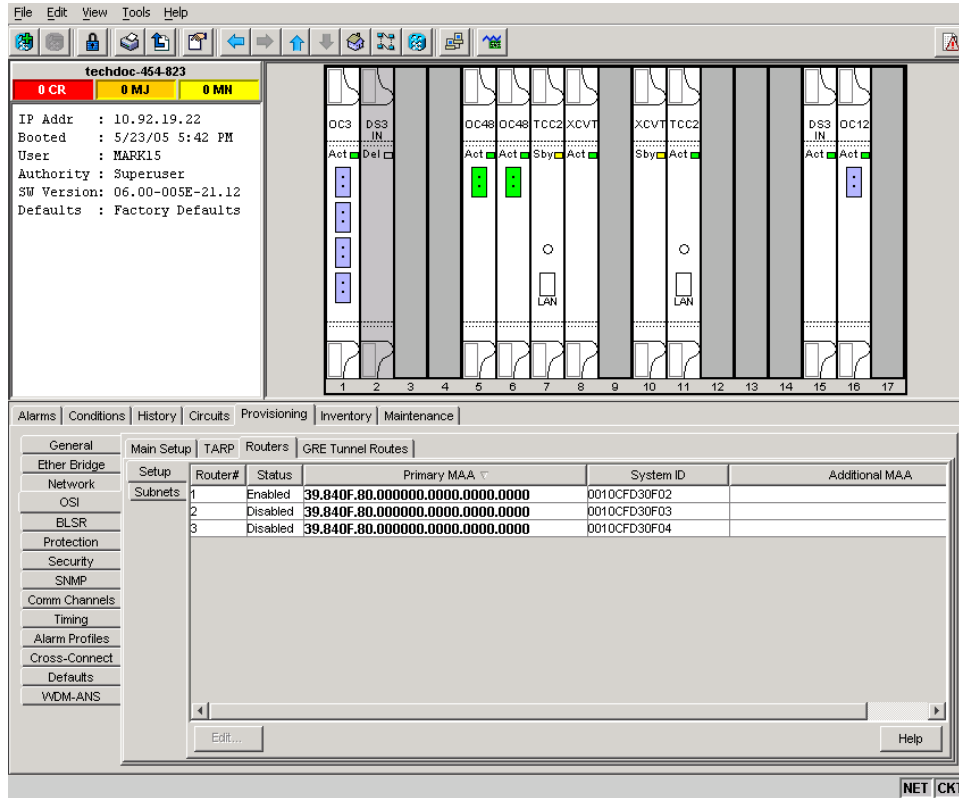 File Edit View Tools Help
techdoc-454-823
0 CR 0 MJ 0 MN
IP Addr : 10.92.19.22
Booted : 5/23/05 5:42 PM
User : MARK15
Authority : Superuser
SW Version: 06.00-005E-21.12
Defaults : Factory Defaults
OC3 DS3 IN OC48 OC48 TCC2 XCVT XCVT TCC2 DS3 IN OC12
Act Del Act Act Sby Act Sby Act Act Act
LAN LAN
1 2 3 4 5 6 7 8 9 10 11 12 13 14 15 16 17
Alarms Conditions History Circuits Provisioning Inventory Maintenance
General
Ether Bridge
Network
OSI
BLSR
Protection
Security
SNMP
Comm Channels
Timing
Alarm Profiles
Cross-Connect
Defaults
WDM-ANS
Main Setup TARP Routers GRE Tunnel Routes
Setup
Subnets
Router# Status Primary MAA System ID Additional MAA
1 Enabled 39.840F.80.000000.0000.0000.0000 0010CFD30F02
2 Disabled 39.840F.80.000000.0000.0000.0000 0010CFD30F03
3 Disabled 39.840F.80.000000.0000.0000.0000 0010CFD30F04
Edit... Help
NET CKT